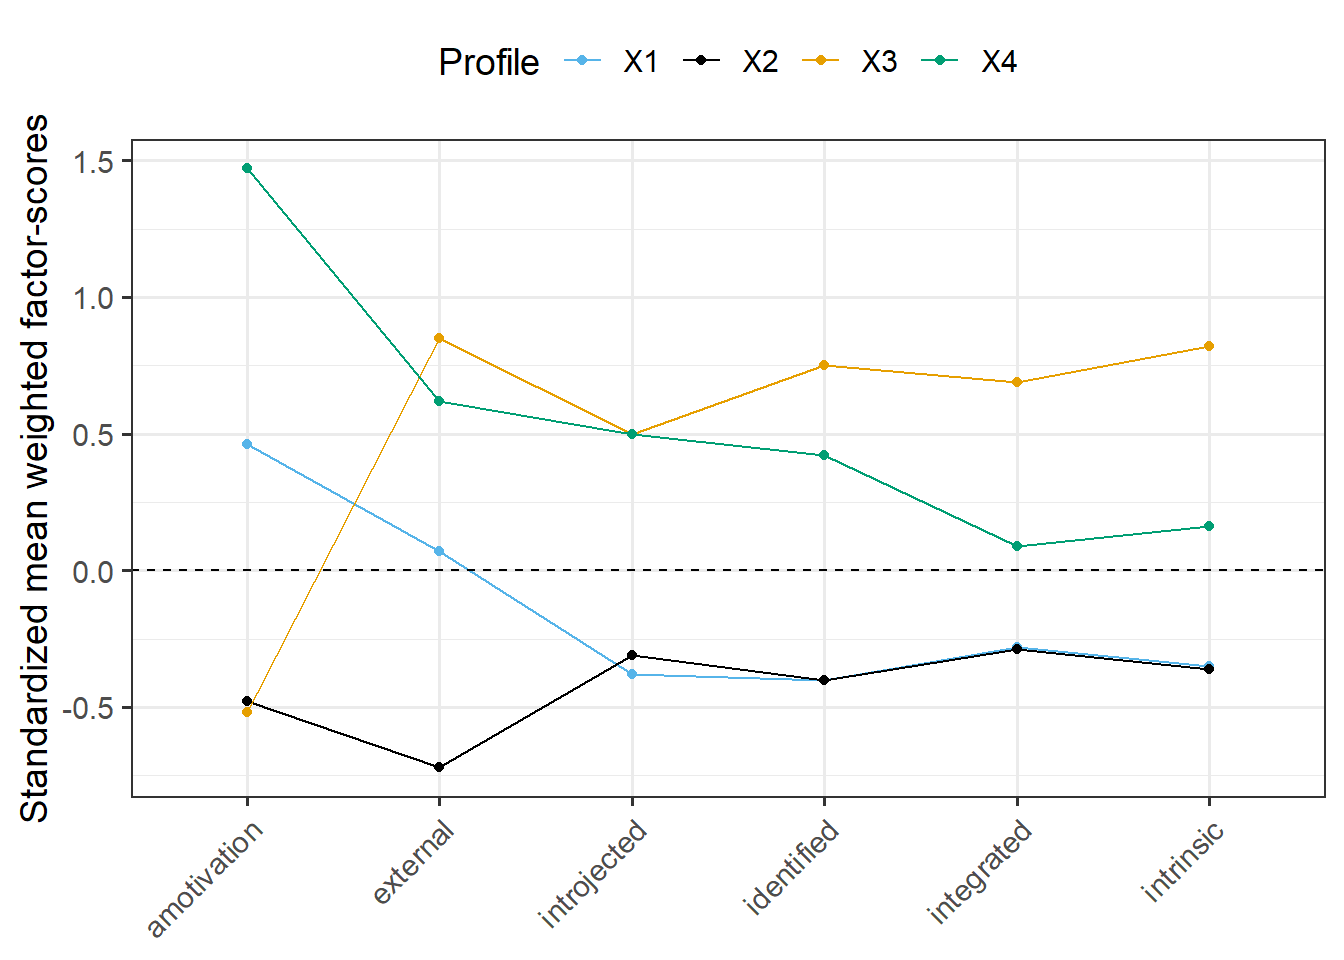 Profile X1 X2 X3 X4
Standardized mean weighted factor-scores
1.5
1.0
0.5
0.0
-0.5
amotivation
external
introjected
identified
integrated
intrinsic